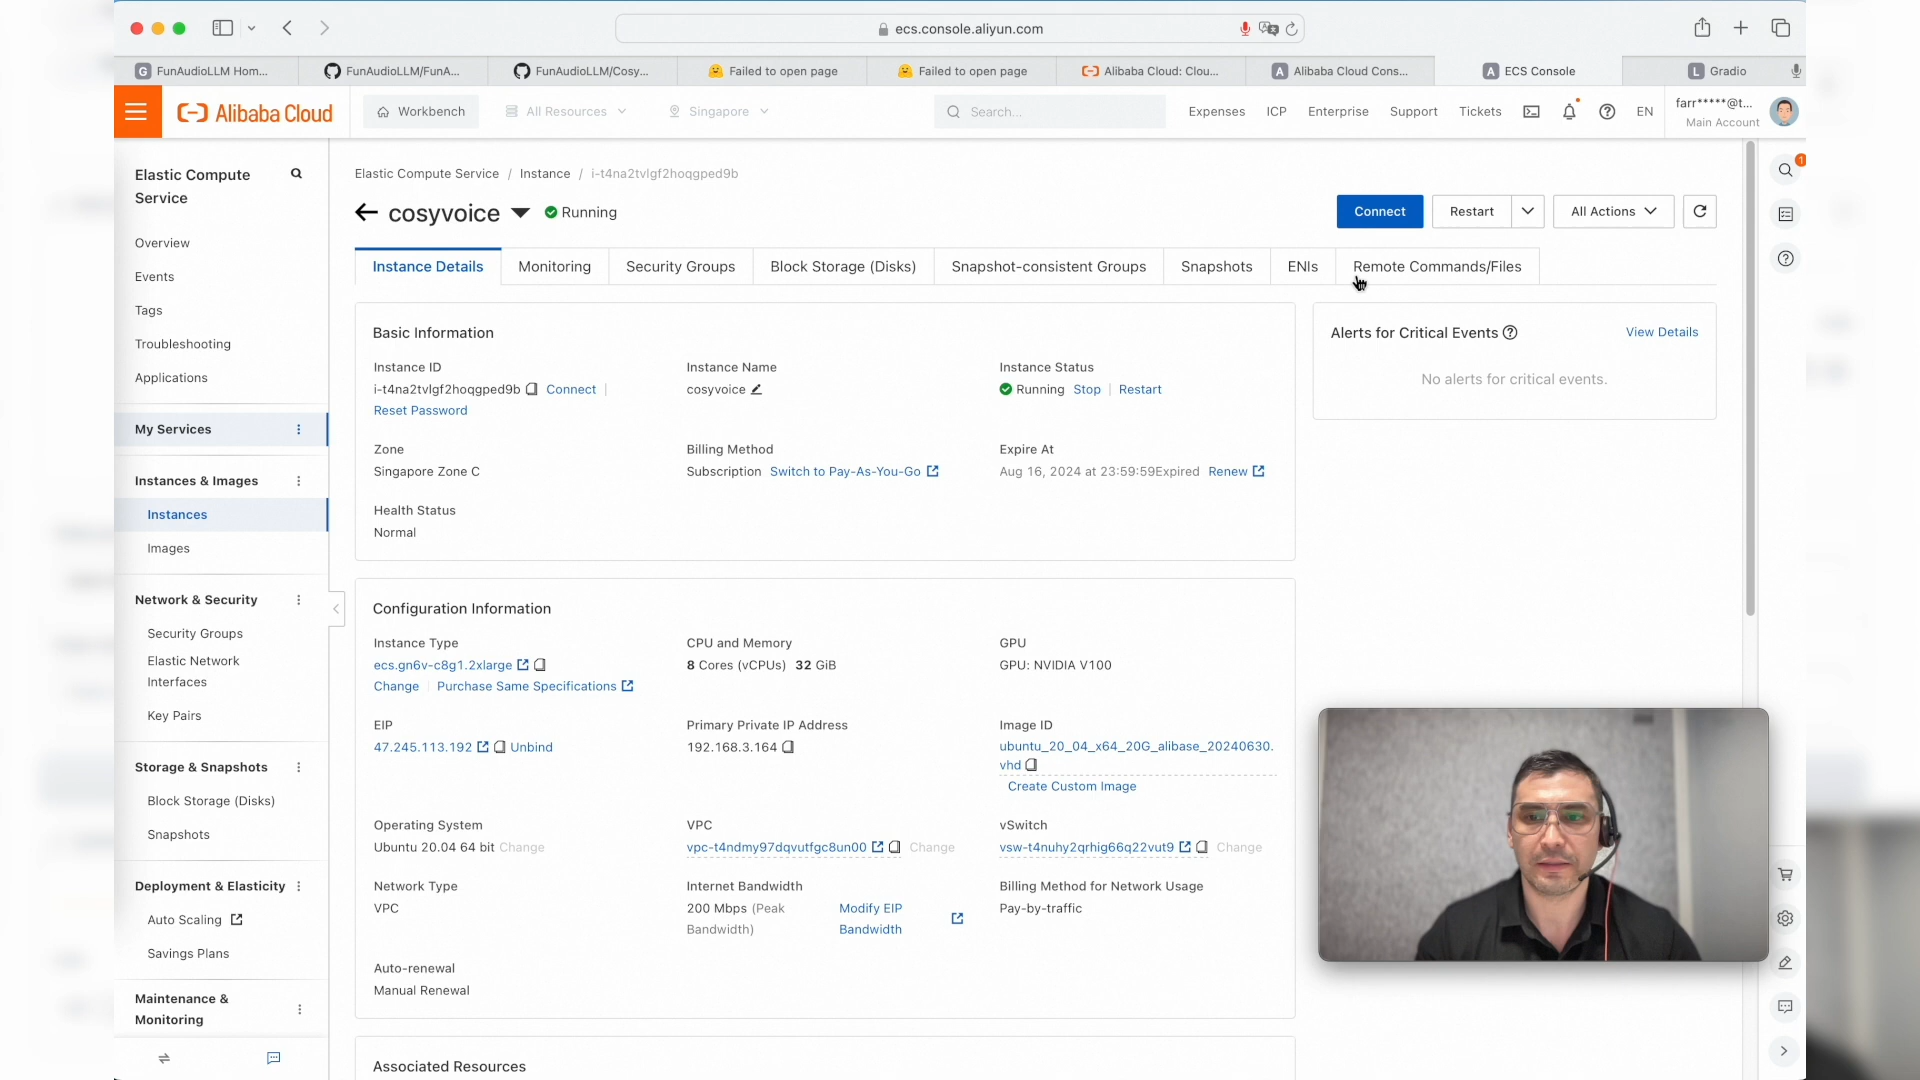 ecs.console.aliyun.com
FunAudioLLM Hom...
FunAudioLLM/FunA...
FunAudioLLM/Cosy...
Failed to open page
Failed to open page
Alibaba Cloud: Clou...
Alibaba Cloud Cons...
ECS Console
Gradio
Alibaba Cloud
Workbench
All Resources
Singapore
Search...
Expenses
ICP
Enterprise
Support
Tickets
EN
farr*****@t...
Main Account
Elastic Compute
Service
Overview
Events
Tags
Troubleshooting
Applications
My Services
Instances & Images
Instances
Images
Network & Security
Security Groups
Elastic Network
Interfaces
Key Pairs
Storage & Snapshots
Block Storage (Disks)
Snapshots
Deployment & Elasticity
Auto Scaling
Savings Plans
Maintenance &
Monitoring
Elastic Compute Service / Instance / i-t4na2tvlgf2hoqgped9b
cosyvoice
Running
Connect
Restart
All Actions
Instance Details
Monitoring
Security Groups
Block Storage (Disks)
Snapshot-consistent Groups
Snapshots
ENIs
Remote Commands/Files
Basic Information
Instance ID
i-t4na2tvlgf2hoqgped9b Connect
Reset Password
Instance Name
cosyvoice
Instance Status
Running Stop Restart
Zone
Singapore Zone C
Billing Method
Subscription Switch to Pay-As-You-Go
Expire At
Aug 16, 2024 at 23:59:59Expired Renew
Health Status
Normal
Alerts for Critical Events
View Details
No alerts for critical events.
1
Configuration Information
Instance Type
ecs.gn6v-c8g1.2xlarge
Change Purchase Same Specifications
CPU and Memory
8 Cores (vCPUs) 32 GiB
GPU
GPU: NVIDIA V100
EIP
47.245.113.192 Unbind
Primary Private IP Address
192.168.3.164
Image ID
ubuntu_20_04_x64_20G_alibase_20240630.
vhd
Create Custom Image
Operating System
Ubuntu 20.04 64 bit Change
VPC
vpc-t4ndmy97dqvutfgc8un00 Change
vSwitch
vsw-t4nuhy2qrhig66q22vut9 Change
Network Type
VPC
Internet Bandwidth
200 Mbps (Peak
Bandwidth)
Modify EIP
Bandwidth
Billing Method for Network Usage
Pay-by-traffic
Auto-renewal
Manual Renewal
Associated Resources